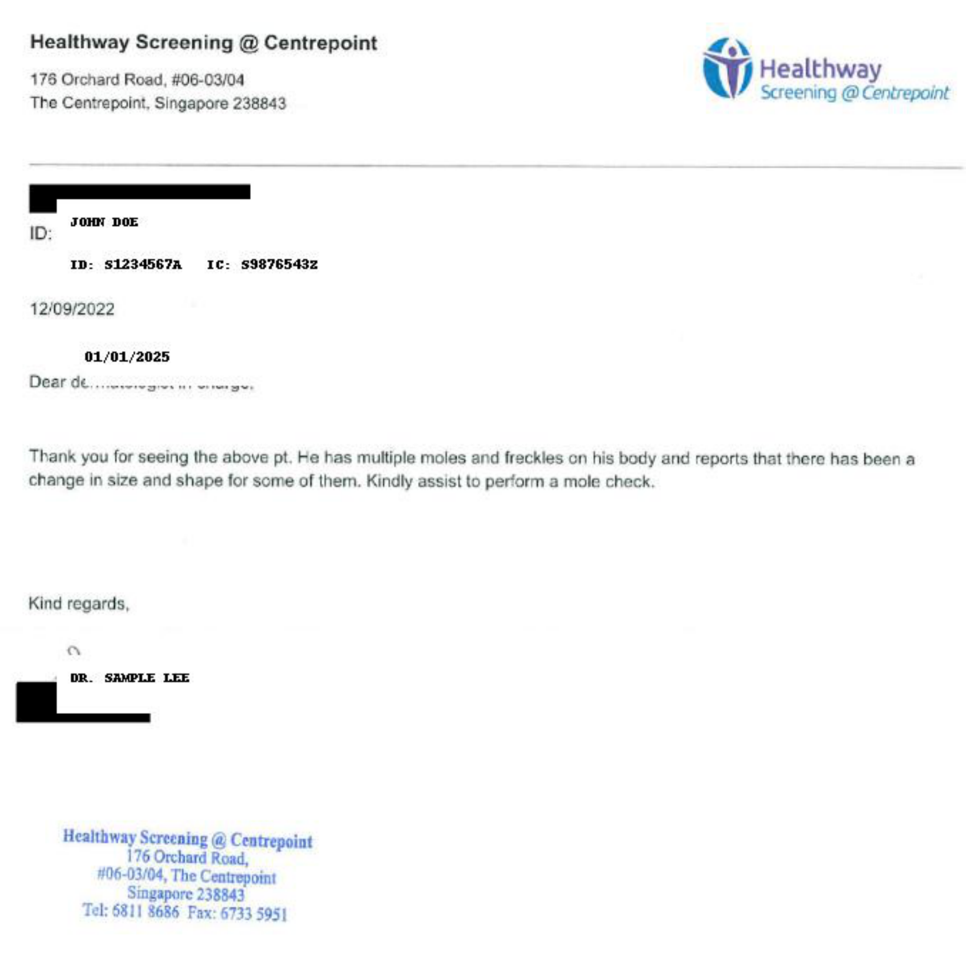 Healthway Screening @ Centrepoint
176 Orchard Road, #06-03/04
The Centrepoint, Singapore 238843
Healthway
Screening @ Centrepoint
JOHN DOE
ID:
ID: S1234567A IC: S9876543Z
12/09/2022
01/01/2025
Dear
Thank you for seeing the above pt. He has multiple moles and freckles on his body and reports that there has been a
change in size and shape for some of them. Kindly assist to perform a mole check.
Kind regards,
DR. SAMPLE LEE
Healthway Screening @ Centrepoint
176 Orchard Road,
#06-03/04, The Centrepoint
Singapore 238843
Tel: 6811 8686 Fax: 6733 5951